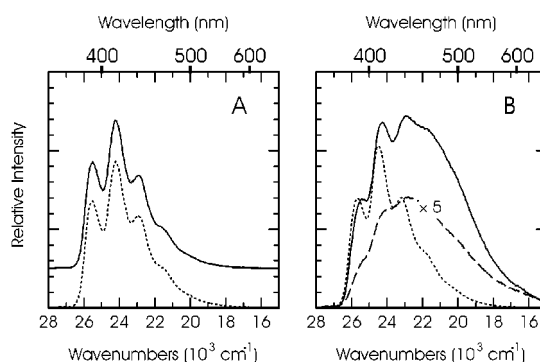 Wavelength (nm)
Wavelength (nm)
400 500 600
400 500 600
A
B
× 5
Relative Intensity
28 26 24 22 20 18 16
28 26 24 22 20 18 16
Wavenumbers (10³ cm⁻¹)
Wavenumbers (10³ cm⁻¹)